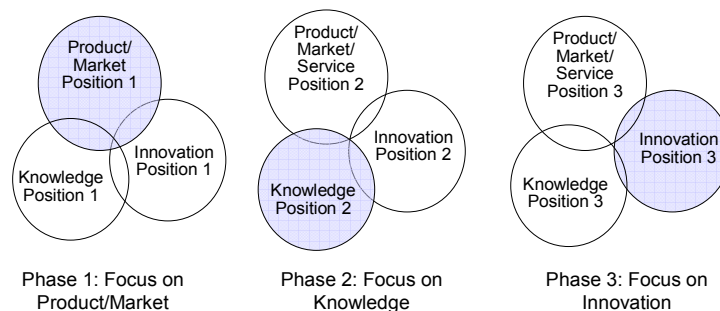 Product/
Market
Position 1
Innovation
Position 1
Knowledge
Position 1
Phase 1: Focus on
Product/Market
Product/
Market/
Service
Position 2
Innovation
Position 2
Knowledge
Position 2
Phase 2: Focus on
Knowledge
Product/
Market/
Service
Position 3
Innovation
Position 3
Knowledge
Position 3
Phase 3: Focus on
Innovation